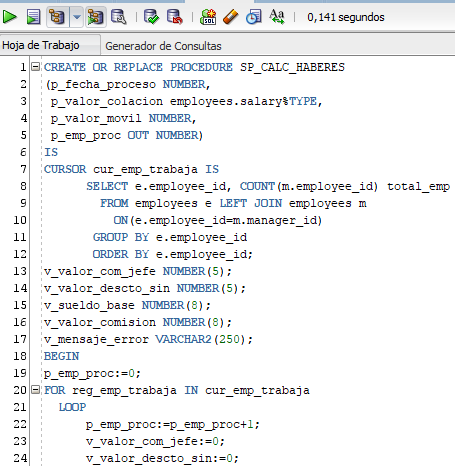 0,141 segundos
Hoja de Trabajo Generador de Consultas
1 CREATE OR REPLACE PROCEDURE SP_CALC_HABERES
2 (p_fecha_proceso NUMBER,
3 p_valor_colacion employees.salary%TYPE,
4 p_valor_movil NUMBER,
5 p_emp_proc OUT NUMBER)
6 IS
7 CURSOR cur_emp_trabaja IS
8 SELECT e.employee_id, COUNT(m.employee_id) total_emp
9 FROM employees e LEFT JOIN employees m
10 ON(e.employee_id=m.manager_id)
11 GROUP BY e.employee_id
12 ORDER BY e.employee_id;
13 v_valor_com_jefe NUMBER(5);
14 v_valor_descto_sin NUMBER(5);
15 v_sueldo_base NUMBER(8);
16 v_valor_comision NUMBER(8);
17 v_mensaje_error VARCHAR2(250);
18 BEGIN
19 p_emp_proc:=0;
20 FOR reg_emp_trabaja IN cur_emp_trabaja
21 LOOP
22 p_emp_proc:=p_emp_proc+1;
23 v_valor_com_jefe:=0;
24 v_valor_descto_sin:=0;